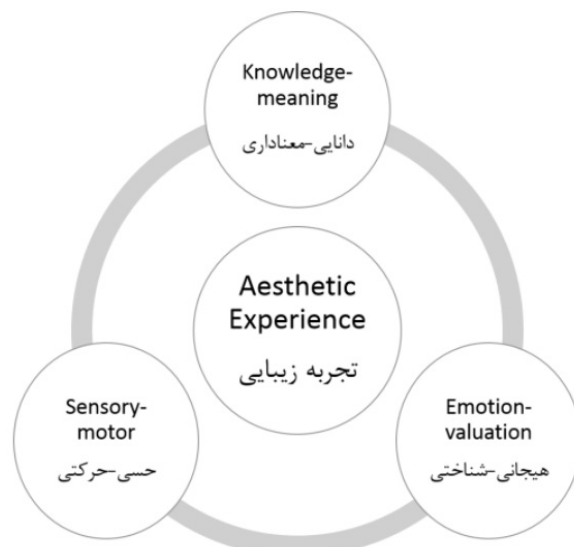 Knowledge-
meaning
دانایی-معناداری
Aesthetic
Experience
تجربه زیبایی
Sensory-
motor
حسی-حرکتی
Emotion-
valuation
هیجانی-شناختی